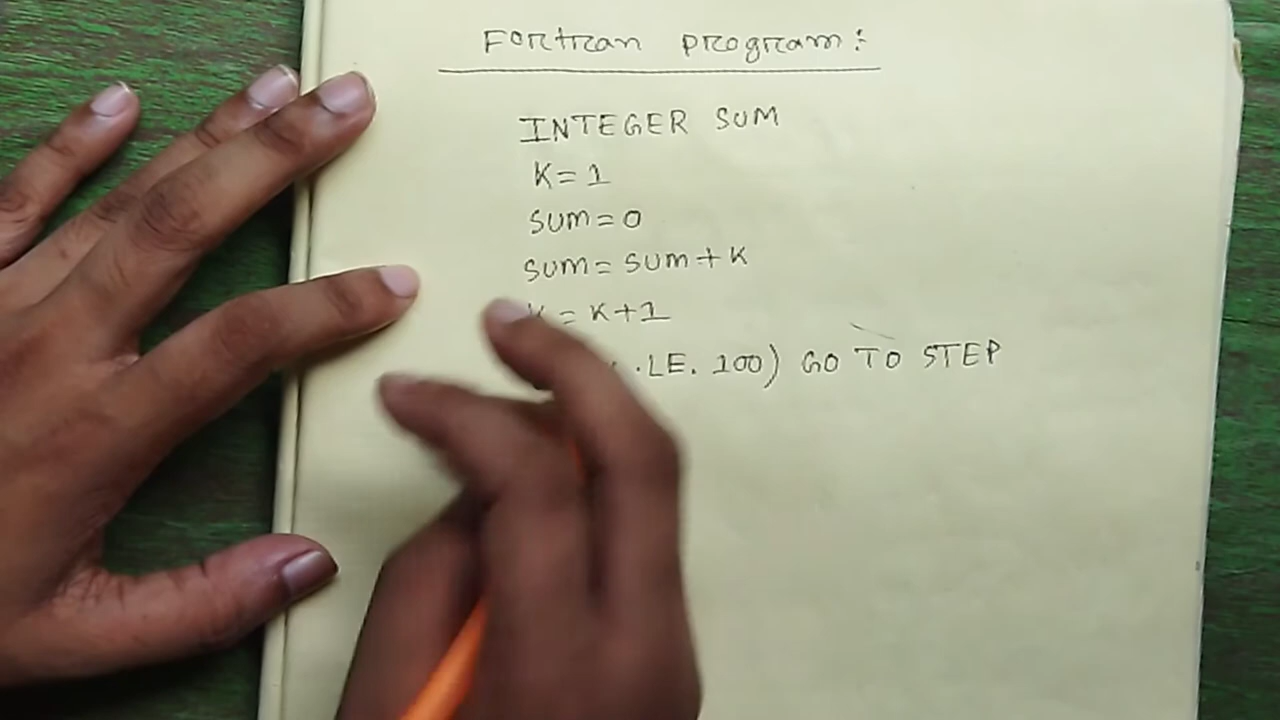 Fortran program:
INTEGER SUM
K=1
SUM=0
SUM=SUM+K
K=K+1
.LE. 100) GO TO STEP